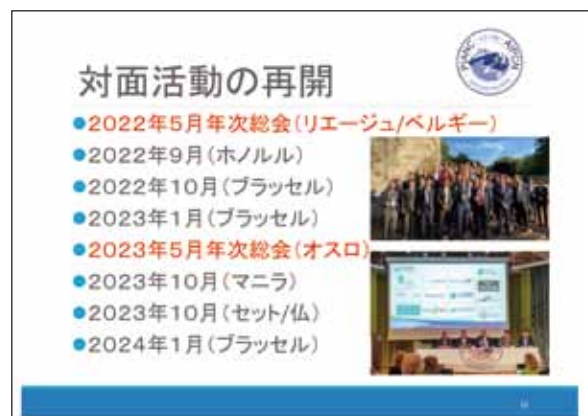 PIANC AIPCN
対面活動の再開
●2022年5月年次総会(リエージュ/ベルギー)
●2022年9月(ホノルル)
●2022年10月(ブラッセル)
●2023年1月(ブラッセル)
●2023年5月年次総会(オスロ)
●2023年10月(マニラ)
●2023年10月(セット/仏)
●2024年1月(ブラッセル)